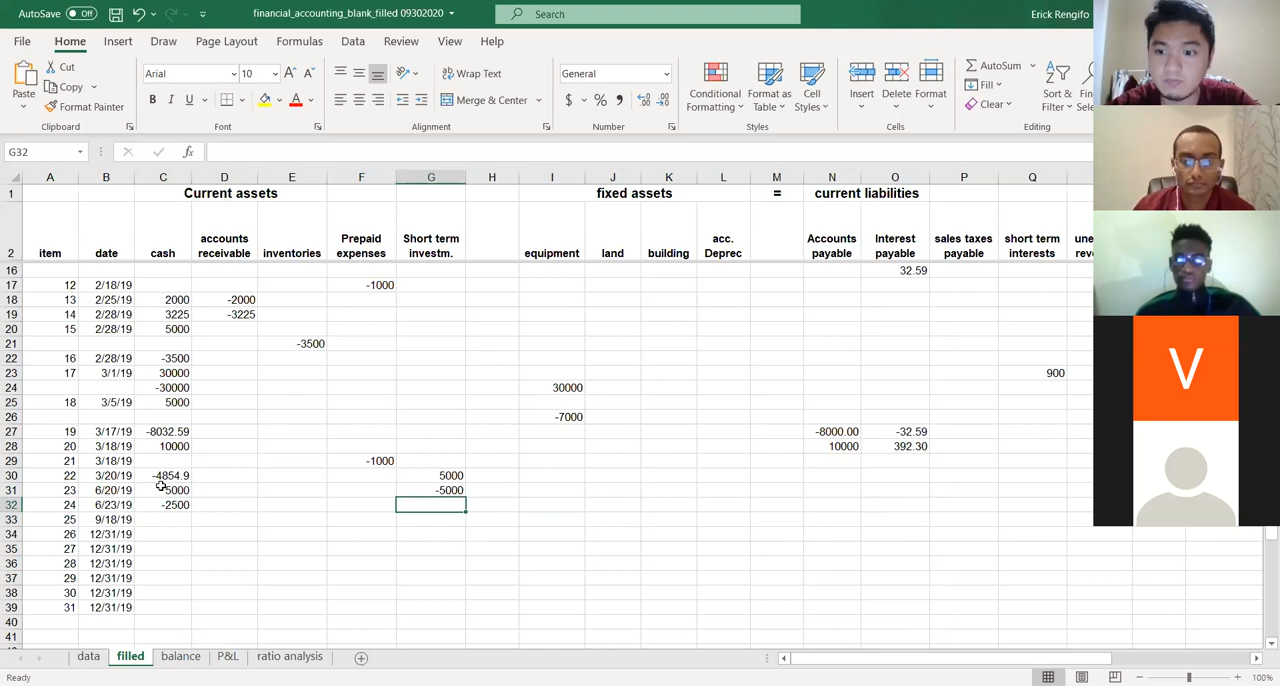 AutoSave Off financial_accounting_blank_filled 09302020 Search Erick Rengifo
File Home Insert Draw Page Layout Formulas Data Review View Help
Cut
Copy
Format Painter
Paste
Clipboard
Arial 10
B I U
Font
Wrap Text
Merge & Center
Alignment
General
$ % ,
Number
Conditional Formatting
Format as Table
Cell Styles
Styles
Insert Delete Format
Cells
AutoSum
Fill
Clear
Sort & Filter
Editing
G32 fx
A B C D E F G H I J K L M N O P Q
1 Current assets fixed assets = current liabilities
2 item date cash accounts receivable inventories Prepaid expenses Short term investm. equipment land building acc. Deprec Accounts payable Interest payable sales taxes payable short term interests
16 32.59
17 12 2/18/19 -1000
18 13 2/25/19 2000 -2000
19 14 2/28/19 3225 -3225
20 15 2/28/19 5000
21 -3500
22 16 2/28/19 -3500
23 17 3/1/19 30000 900
24 -30000 30000
25 18 3/5/19 5000
26 -7000
27 19 3/17/19 -8032.59 -8000.00 -32.59
28 20 3/18/19 10000 10000 392.30
29 21 3/18/19 -1000
30 22 3/20/19 -4854.9 5000
31 23 6/20/19 5000 -5000
32 24 6/23/19 -2500
33 25 9/18/19
34 26 12/31/19
35 27 12/31/19
36 28 12/31/19
37 29 12/31/19
38 30 12/31/19
39 31 12/31/19
40
41
V
data filled balance P&L ratio analysis
Ready 100%